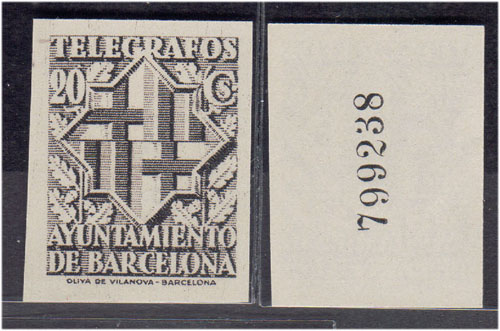 TELEGRAFOS
20 Cs
AYUNTAMIENTO
DE BARCELONA
OLIVA DE VILANOVA - BARCELONA
799238